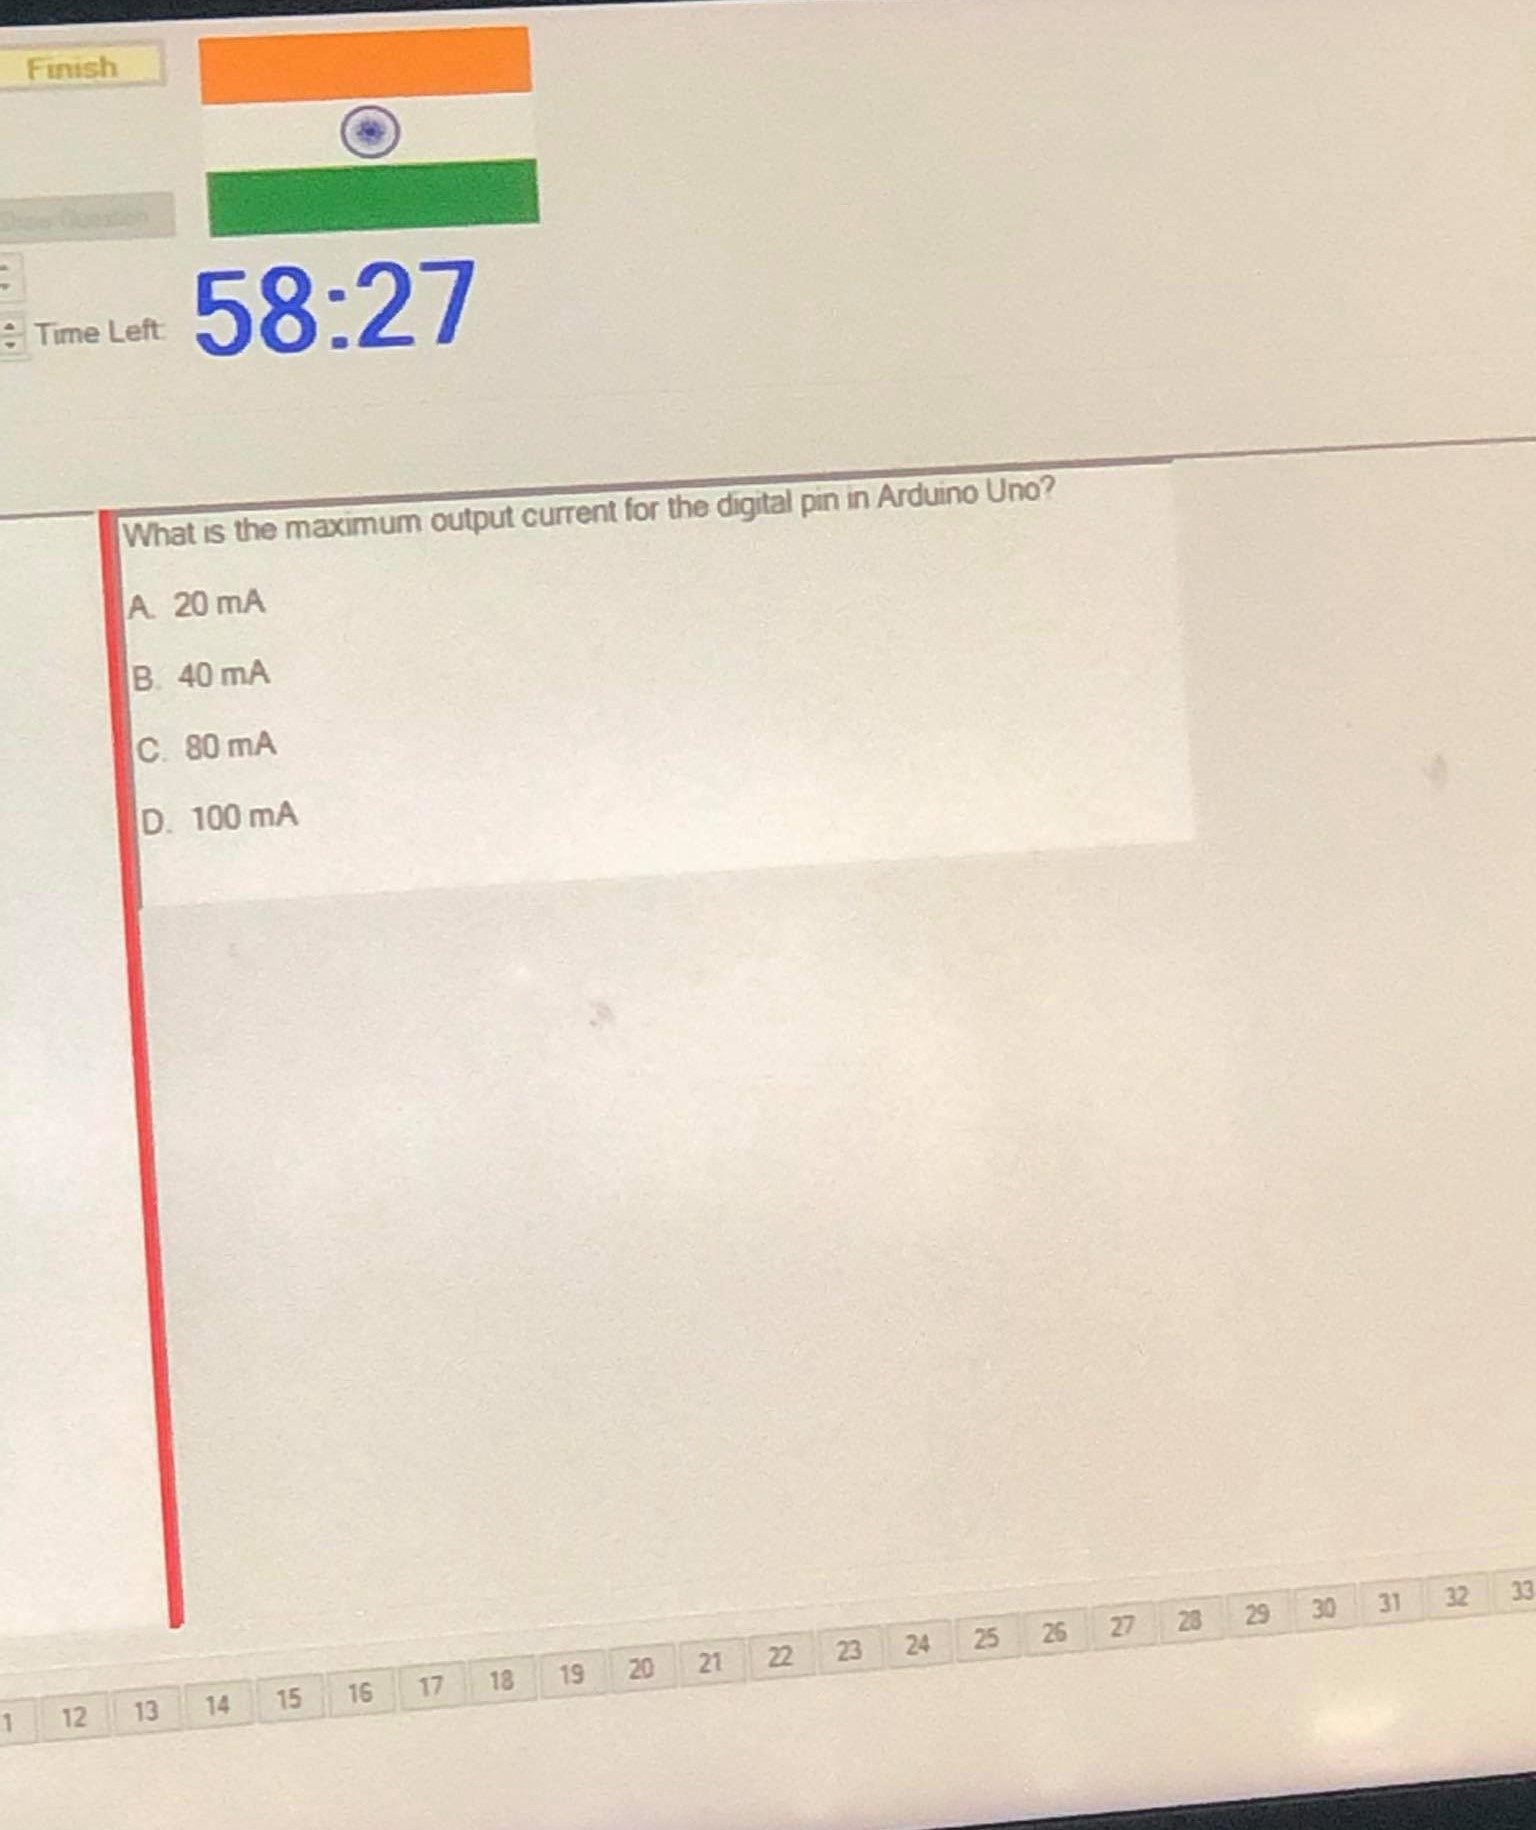 Finish
Show Question
Time Left: 58:27
What is the maximum output current for the digital pin in Arduino Uno?
A. 20 mA
B. 40 mA
C. 80 mA
D. 100 mA
1 12 13 14 15 16 17 18 19 20 21 22 23 24 25 26 27 28 29 30 31 32 33